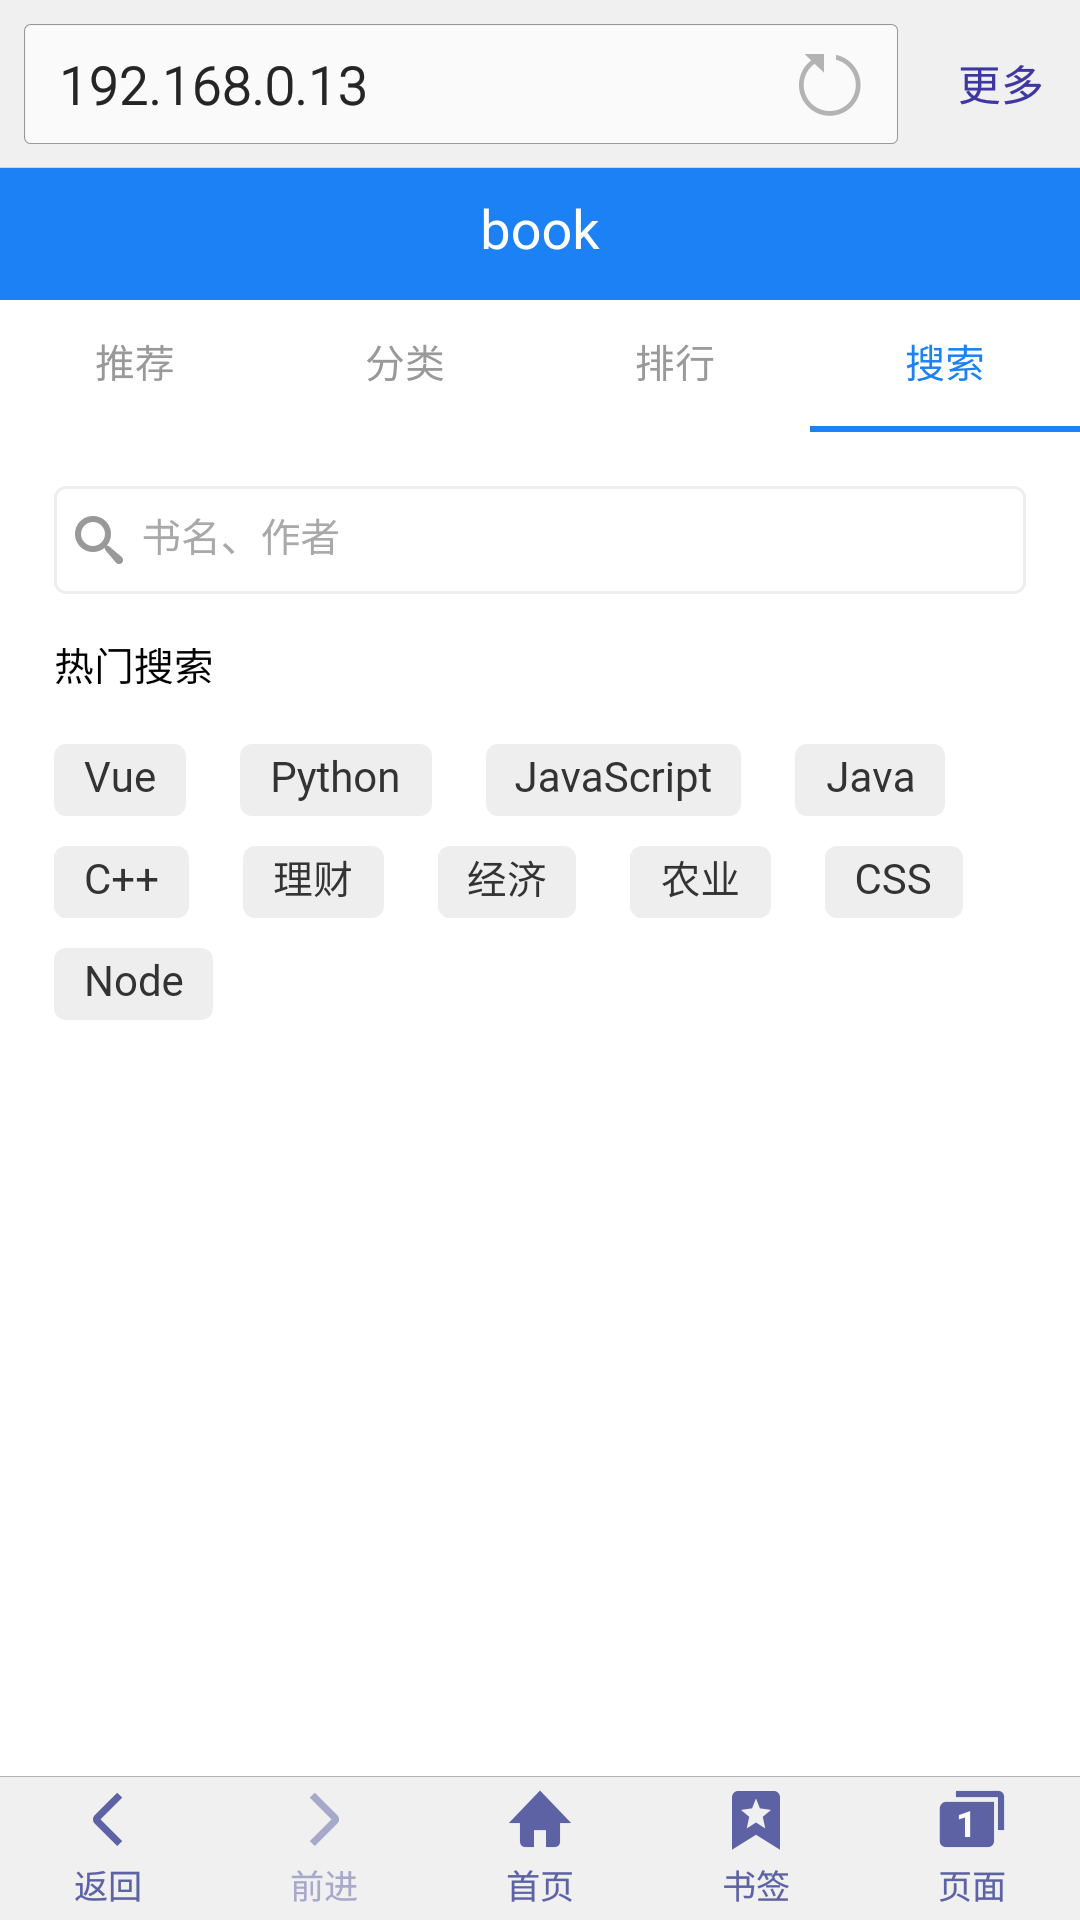 192.168.0.13 更多
book
推荐 分类 排行 搜索
书名、作者
热门搜索
Vue Python JavaScript Java
C++ 理财 经济 农业 CSS
Node
1
返回 前进 首页 书签 页面